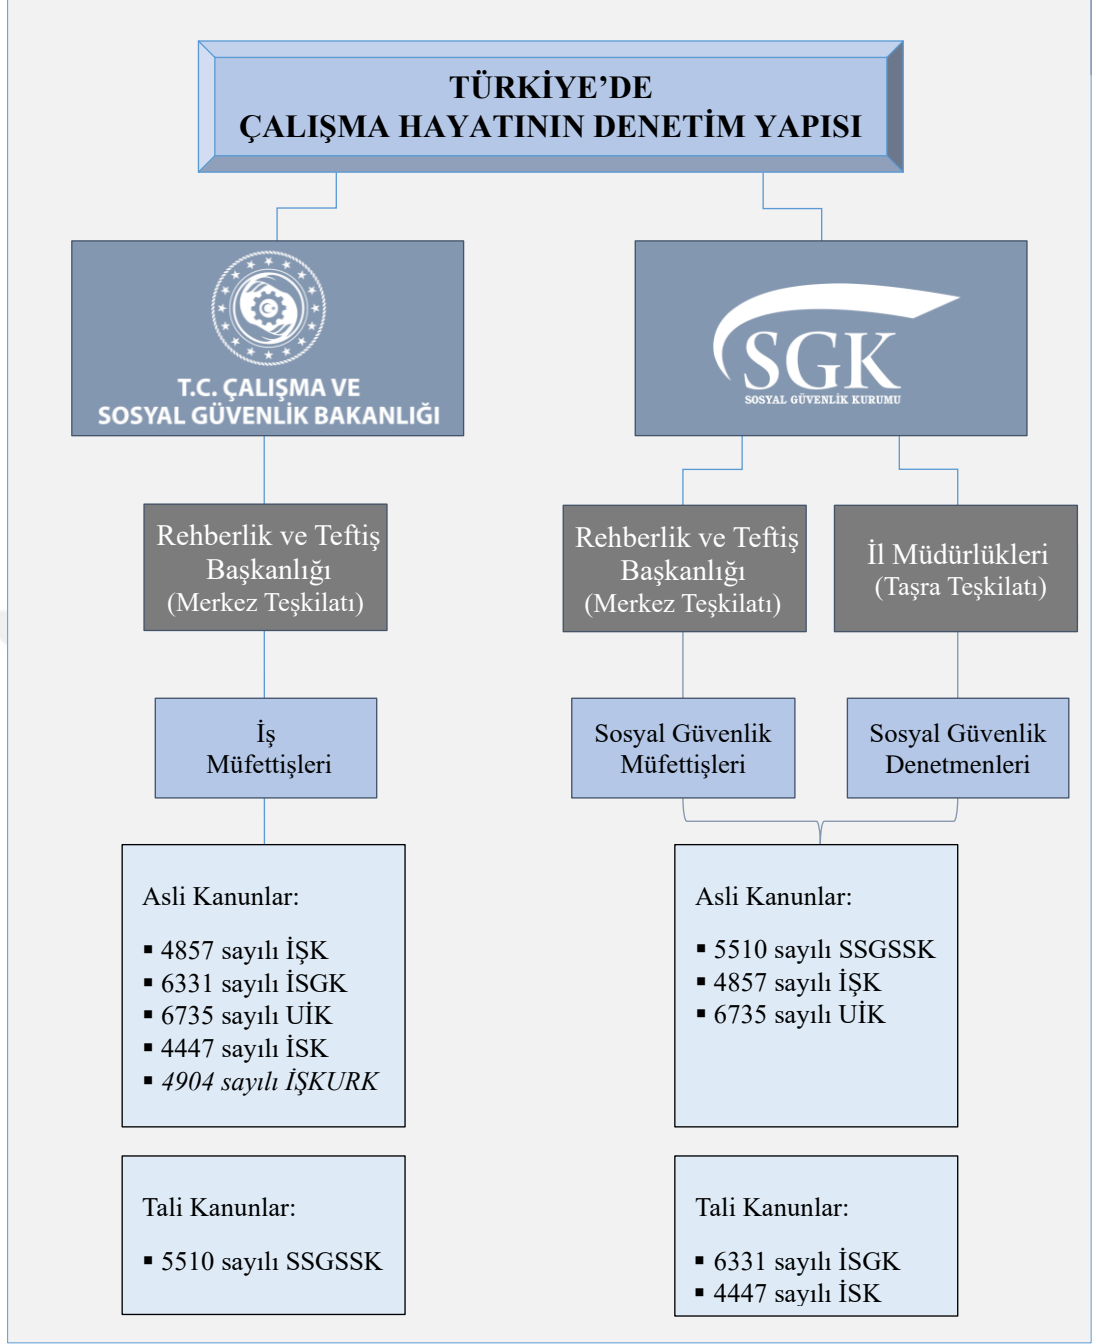 TÜRKİYE’DE
ÇALIŞMA HAYATININ DENETİM YAPISI
T.C. ÇALIŞMA VE
SOSYAL GÜVENLİK BAKANLIĞI
SGK
SOSYAL GÜVENLİK KURUMU
Rehberlik ve Teftiş
Başkanlığı
(Merkez Teşkilatı)
Rehberlik ve Teftiş
Başkanlığı
(Merkez Teşkilatı)
İl Müdürlükleri
(Taşra Teşkilatı)
İş
Müfettişleri
Sosyal Güvenlik
Müfettişleri
Sosyal Güvenlik
Denetmenleri
Asli Kanunlar:
▪ 4857 sayılı İŞK
▪ 6331 sayılı İSGK
▪ 6735 sayılı UİK
▪ 4447 sayılı İSK
▪ 4904 sayılı İŞKURK
Asli Kanunlar:
▪ 5510 sayılı SSGSSK
▪ 4857 sayılı İŞK
▪ 6735 sayılı UİK
Tali Kanunlar:
▪ 5510 sayılı SSGSSK
Tali Kanunlar:
▪ 6331 sayılı İSGK
▪ 4447 sayılı İSK